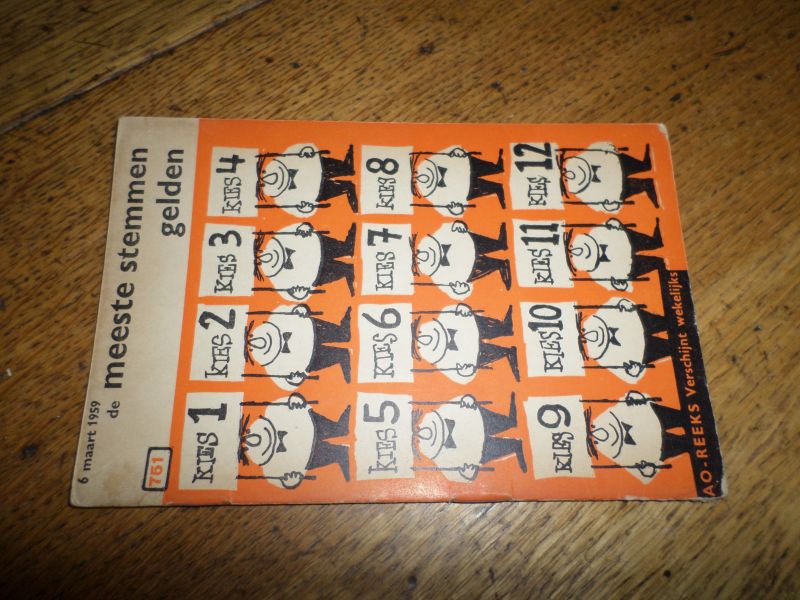 6 maart 1959
de meeste stemmen
gelden
751
KIES 1
KIES 2
KIES 3
KIES 4
KIES 5
KIES 6
KIES 7
KIES 8
KIES 9
KIES 10
KIES 11
KIES 12
AO-REEKS Verschijnt wekelijks